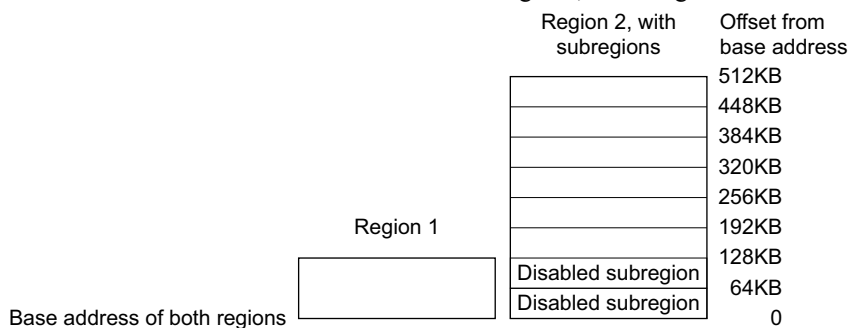 Region 2, with
subregions
Offset from
base address
512KB
448KB
384KB
320KB
256KB
192KB
Region 1
128KB
Disabled subregion
64KB
Disabled subregion
Base address of both regions
0